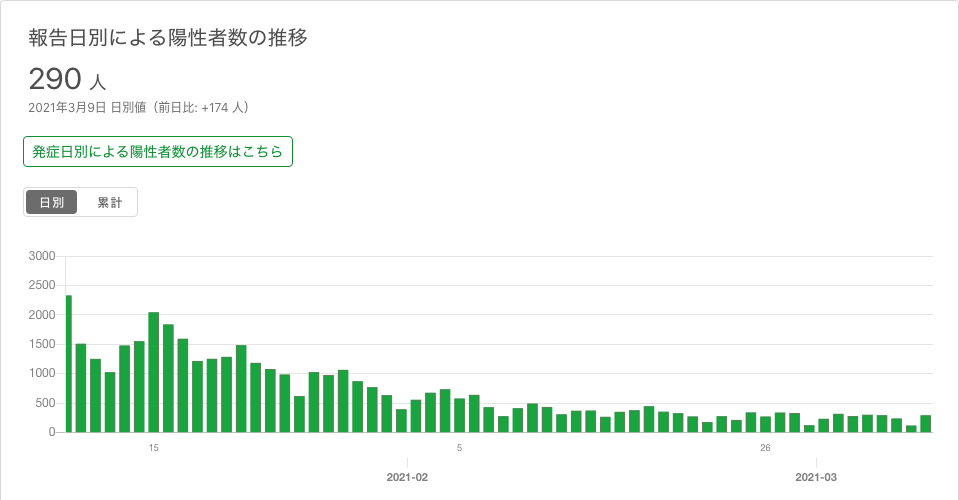 報告日別による陽性者数の推移
290 人
2021年3月9日 日別値（前日比: +174 人）
発症日別による陽性者数の推移はこちら
日別 累計
3000
2500
2000
1500
1000
500
0
15 5 26
2021-02 2021-03